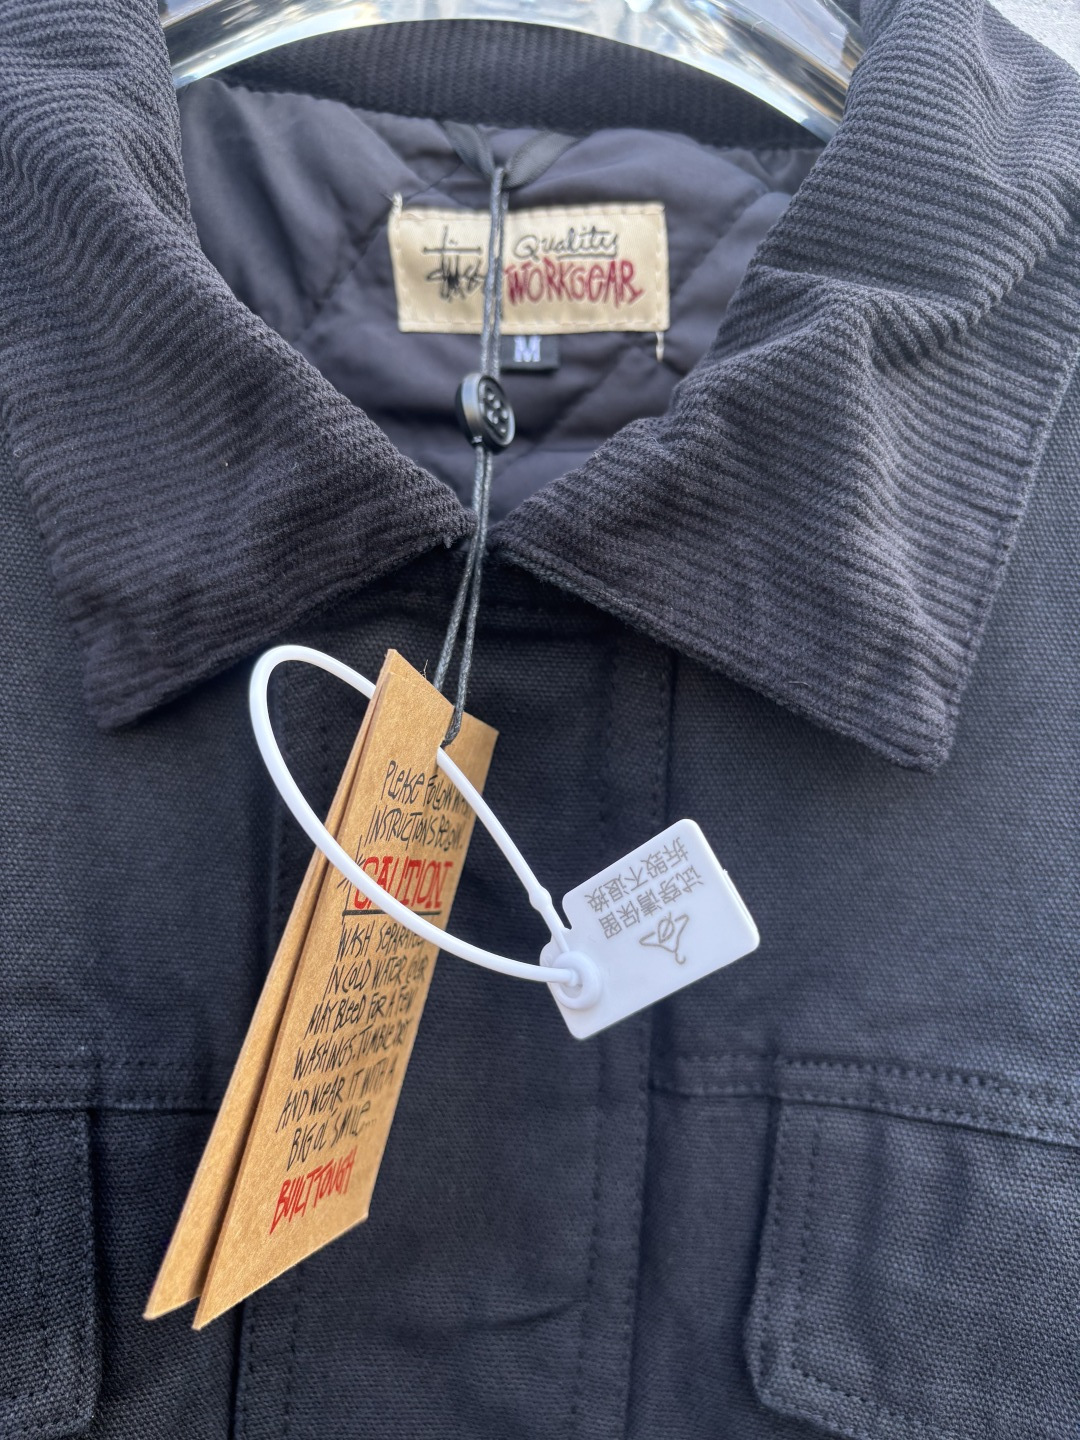 Quality
WORKGEAR
M
PLEASE FOLLOW
INSTRUCTIONS BELOW
CAUTION
WASH SEPARATELY
IN COLD WATER. COLOR
MAY BLEED FOR A FEW
WASHINGS. TUMBLE DRY
AND WEAR IT WITH A
BIG OL SMILE...
BUILT TOUGH
试穿请保留
拆毁不退换